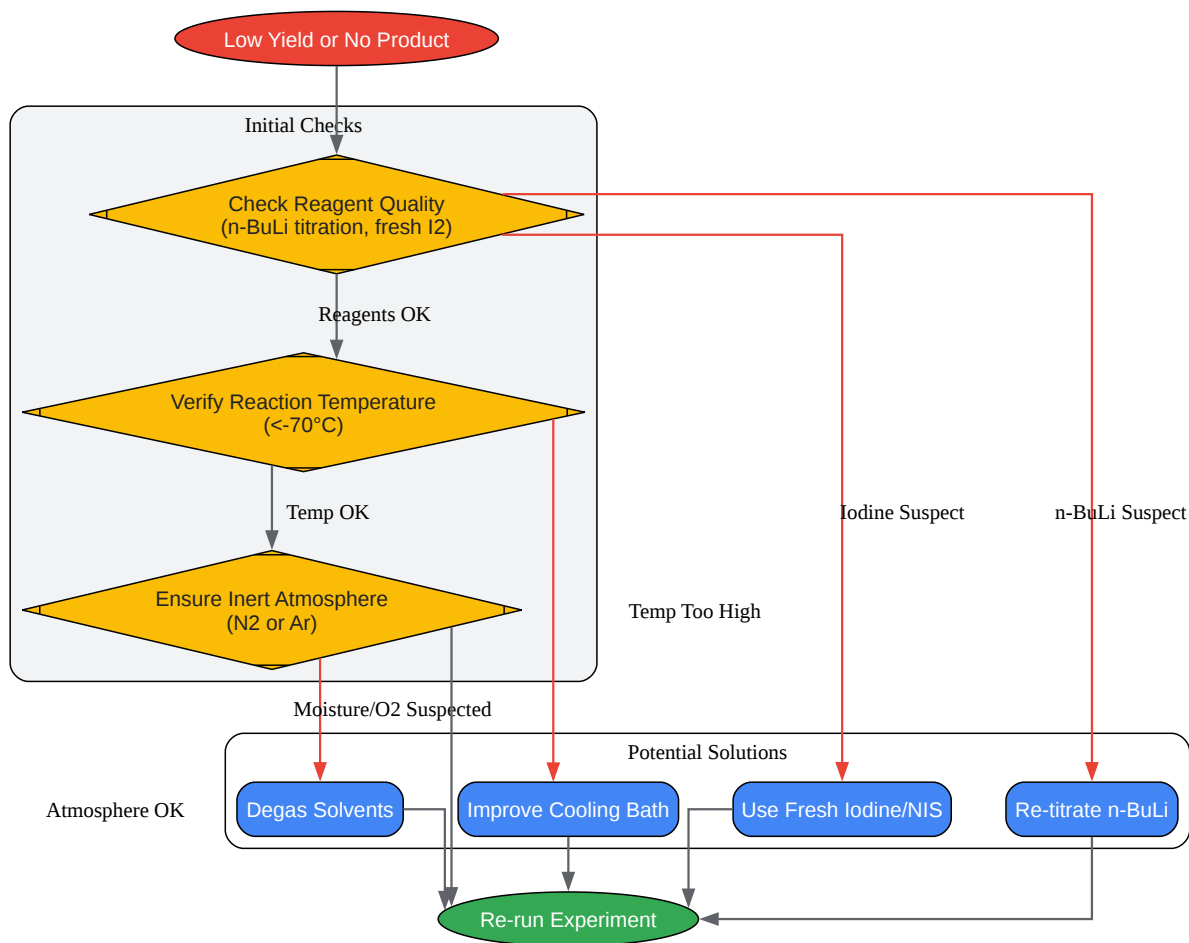 Low Yield or No Product
Initial Checks
Check Reagent Quality
(n-BuLi titration, fresh I2)
Reagents OK
Verify Reaction Temperature
(<-70°C)
Temp OK
Iodine Suspect
n-BuLi Suspect
Ensure Inert Atmosphere
(N2 or Ar)
Temp Too High
Moisture/O2 Suspected
Potential Solutions
Atmosphere OK
Degas Solvents
Improve Cooling Bath
Use Fresh Iodine/NIS
Re-titrate n-BuLi
Re-run Experiment